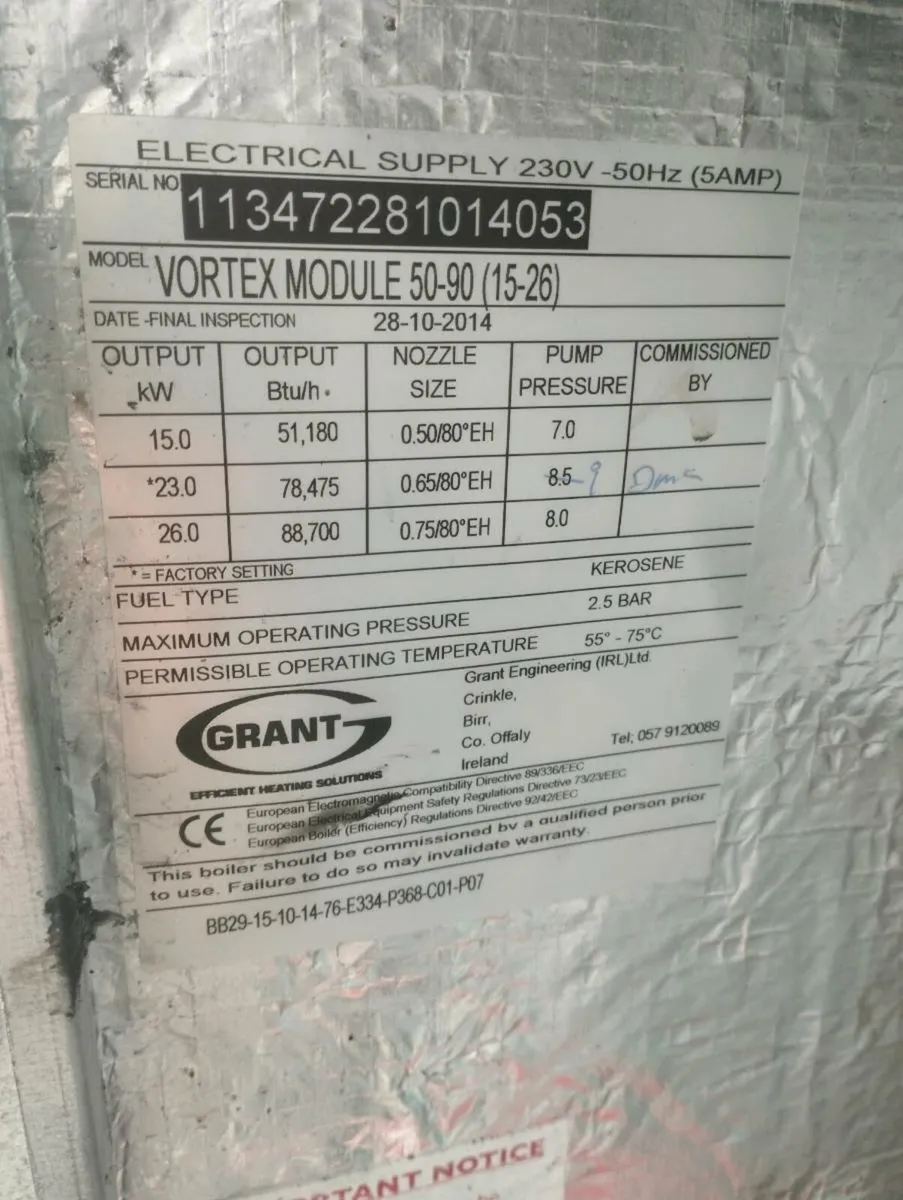 ELECTRICAL SUPPLY 230V -50Hz (5AMP)
SERIAL NO 113472281014053
MODEL VORTEX MODULE 50-90 (15-26)
DATE -FINAL INSPECTION 28-10-2014
OUTPUT kW OUTPUT Btu/h NOZZLE SIZE PUMP PRESSURE COMMISSIONED BY
15.0 51,180 0.50/80°EH 7.0
*23.0 78,475 0.65/80°EH 8.5 9
26.0 88,700 0.75/80°EH 8.0
* = FACTORY SETTING
FUEL TYPE KEROSENE
MAXIMUM OPERATING PRESSURE 2.5 BAR
PERMISSIBLE OPERATING TEMPERATURE 55° - 75°C
GRANT
EFFICIENT HEATING SOLUTIONS
Grant Engineering (IRL)Ltd.
Crinkle,
Birr,
Co. Offaly
Ireland
Tel; 057 9120089
CE
European Electromagnetic Compatibility Directive 89/336/EEC
European Electrical Equipment Safety Regulations Directive 73/23/EEC
European Boiler (Efficiency) Regulations Directive 92/42/EEC
This boiler should be commissioned by a qualified person prior
to use. Failure to do so may invalidate warranty.
BB29-15-10-14-76-E334-P368-C01-P07
NOTICE